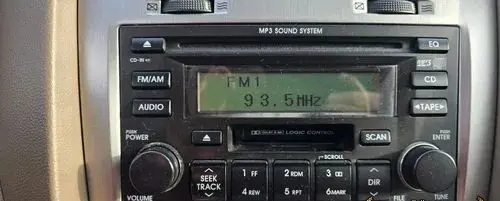 MP3 SOUND SYSTEM
EQ
CD-IN
MP3
FM/AM
FM1
CD
93.5MHz
AUDIO
TAPE
PUSH
POWER
DOLBY B NR LOGIC CONTROL
SCAN
PUSH
ENTER
SCROLL
SEEK
TRACK
1 FF
2 RDM
3
DIR
4 REW
5 RPT
6 MARK
VOLUME
FILE
TUNE